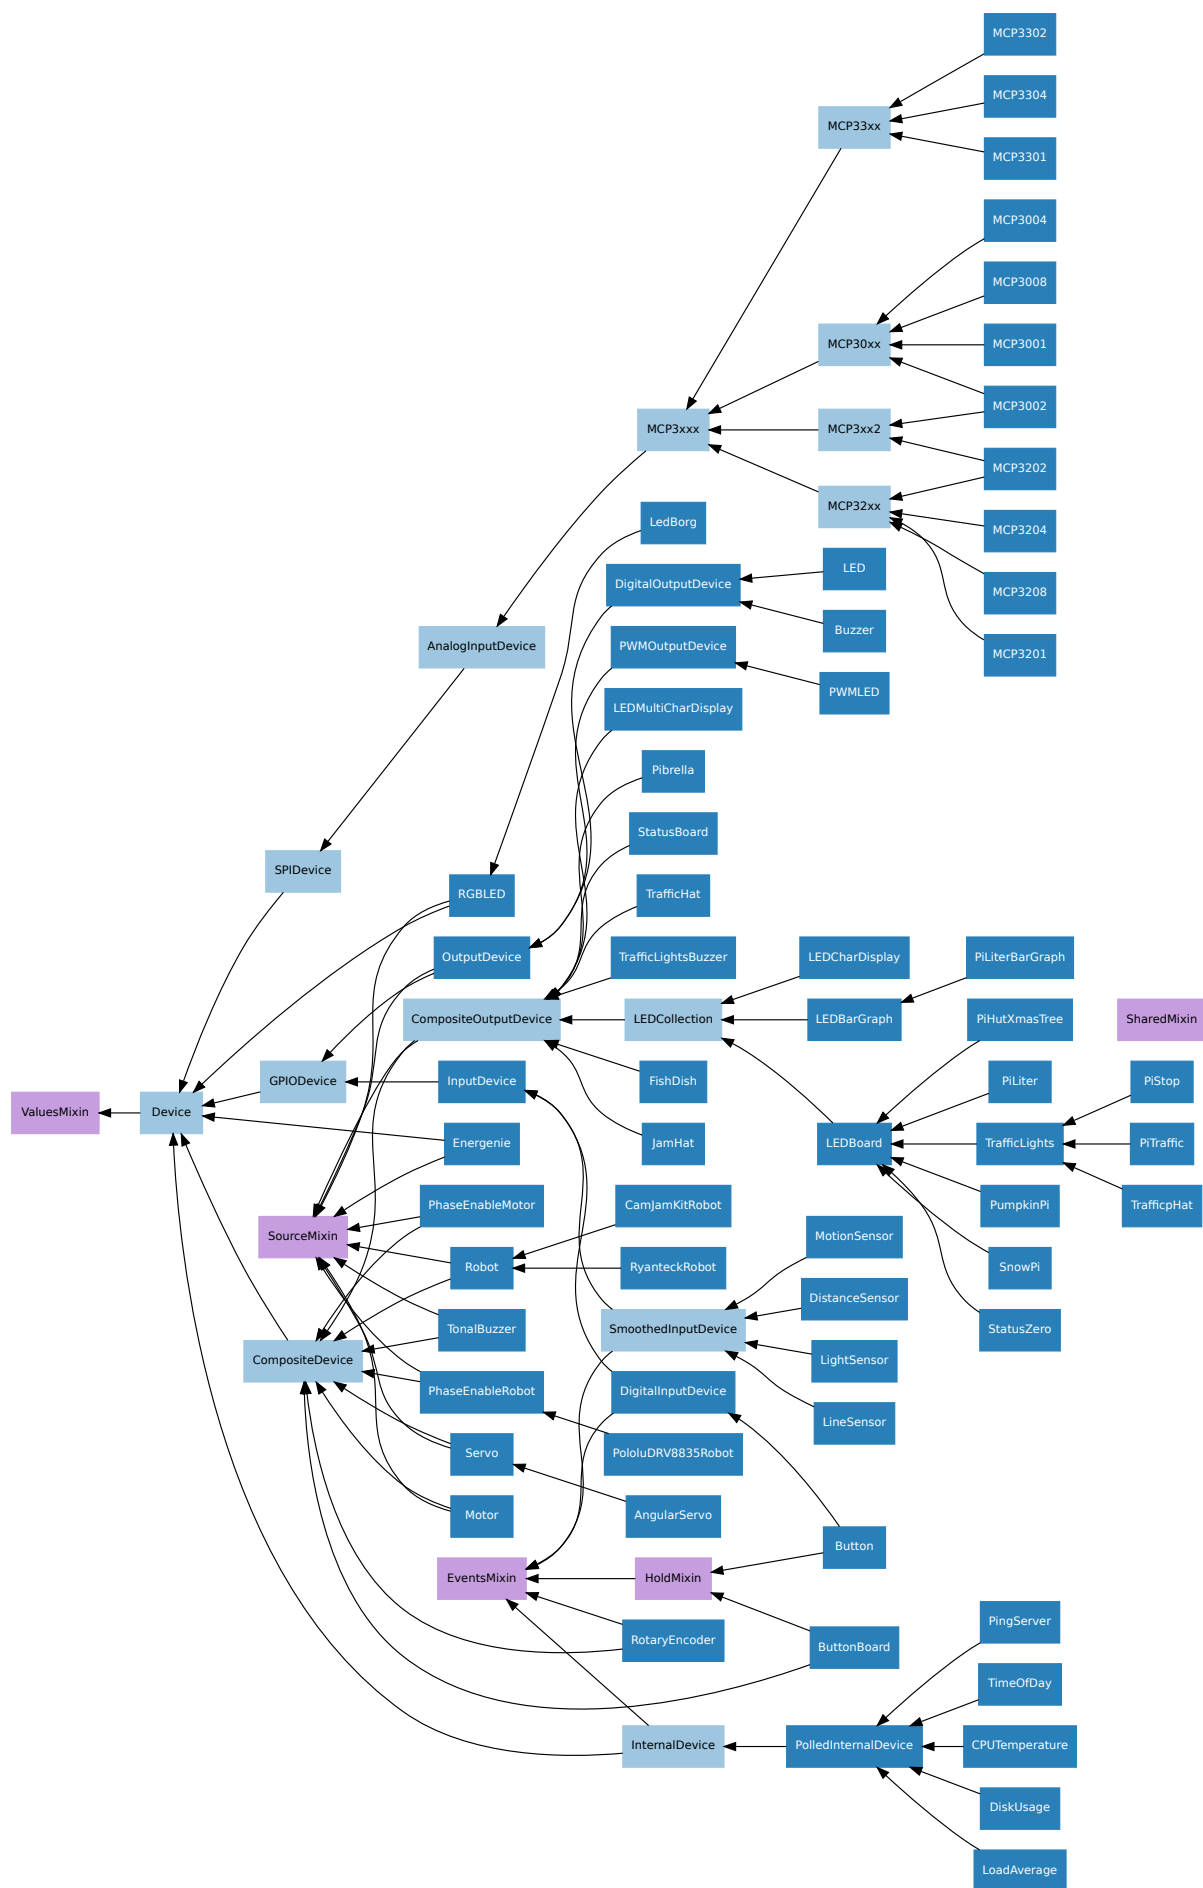 MCP3302
MCP3304
MCP33xx
MCP3301
MCP3004
MCP3008
MCP30xx
MCP3001
MCP3002
MCP3xxx
MCP3xx2
MCP3202
MCP32xx
LedBorg
MCP3204
LED
DigitalOutputDevice
MCP3208
Buzzer
AnalogInputDevice
PWMOutputDevice
MCP3201
PWMLED
LEDMultiCharDisplay
Pibrella
StatusBoard
SPIDevice
RGBLED
TrafficHat
OutputDevice
TrafficLightsBuzzer
LEDCharDisplay
PiLiterBarGraph
CompositeOutputDevice
LEDCollection
LEDBarGraph
PiHutXmasTree
SharedMixin
GPIODevice
InputDevice
FishDish
PiLiter
PiStop
ValuesMixin
Device
Energenie
JamHat
LEDBoard
TrafficLights
PiTraffic
PhaseEnableMotor
CamJamKitRobot
PumpkinPi
TrafficpHat
SourceMixin
MotionSensor
Robot
RyanteckRobot
SnowPi
DistanceSensor
TonalBuzzer
SmoothedInputDevice
StatusZero
CompositeDevice
LightSensor
PhaseEnableRobot
DigitalInputDevice
LineSensor
Servo
PololuDRV8835Robot
Motor
AngularServo
Button
EventsMixin
HoldMixin
PingServer
RotaryEncoder
ButtonBoard
TimeOfDay
InternalDevice
PolledInternalDevice
CPUTemperature
DiskUsage
LoadAverage